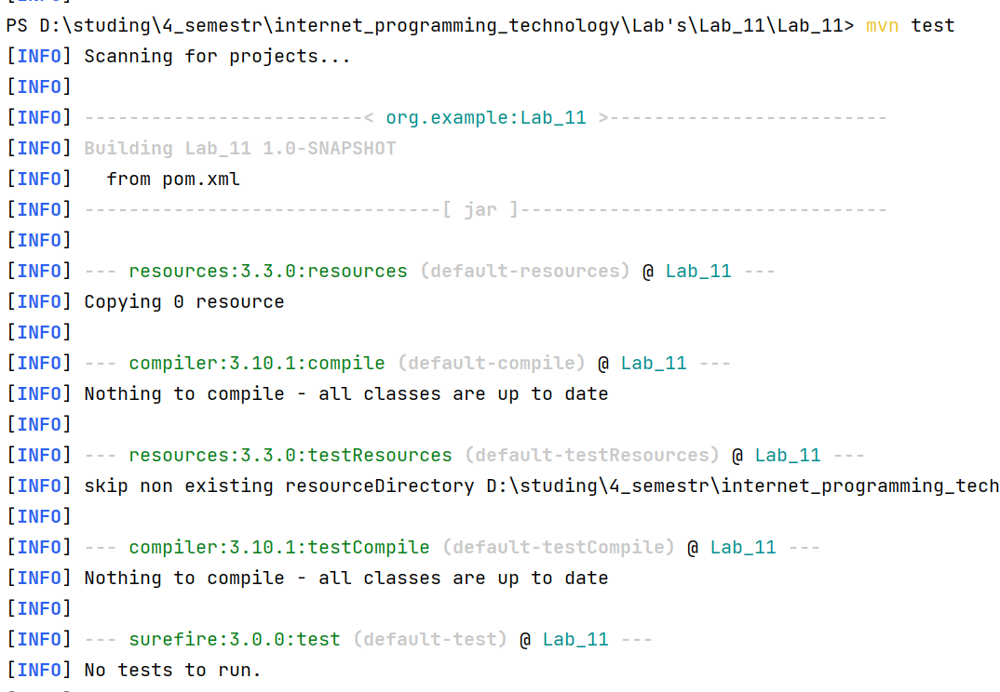 PS D:\studing\4_semestr\internet_programming_technology\Lab's\Lab_11\Lab_11> mvn test
[INFO] Scanning for projects...
[INFO]
[INFO] -------------------------< org.example:Lab_11 >-------------------------
[INFO] Building Lab_11 1.0-SNAPSHOT
[INFO]   from pom.xml
[INFO] --------------------------------[ jar ]---------------------------------
[INFO]
[INFO] --- resources:3.3.0:resources (default-resources) @ Lab_11 ---
[INFO] Copying 0 resource
[INFO]
[INFO] --- compiler:3.10.1:compile (default-compile) @ Lab_11 ---
[INFO] Nothing to compile - all classes are up to date
[INFO]
[INFO] --- resources:3.3.0:testResources (default-testResources) @ Lab_11 ---
[INFO] skip non existing resourceDirectory D:\studing\4_semestr\internet_programming_tech
[INFO]
[INFO] --- compiler:3.10.1:testCompile (default-testCompile) @ Lab_11 ---
[INFO] Nothing to compile - all classes are up to date
[INFO]
[INFO] --- surefire:3.0.0:test (default-test) @ Lab_11 ---
[INFO] No tests to run.